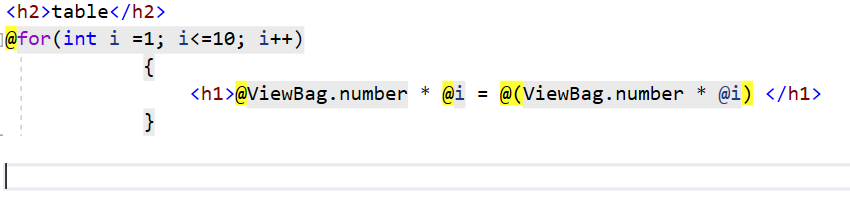 <h2>table</h2>
@for(int i =1; i<=10; i++)
{
<h1>@ViewBag.number * @i = @(ViewBag.number * @i) </h1>
}